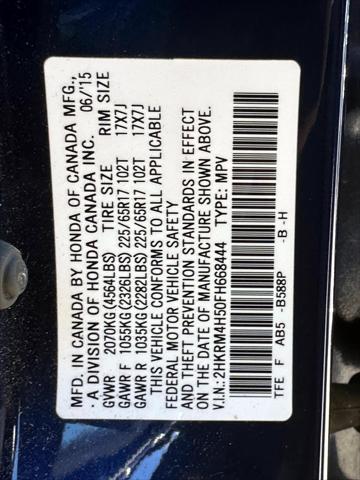 MFD. IN CANADA BY HONDA OF CANADA MFG.,
· A DIVISION OF HONDA CANADA INC. 06/15
GVWR 2070KG (4564LBS) TIRE SIZE RIM SIZE
GAWR F 1055KG (2326LBS) 225/65R17 102T 17X7J
GAWR R 1035KG (2282LBS) 225/65R17 102T 17X7J
THIS VEHICLE CONFORMS TO ALL APPLICABLE
FEDERAL MOTOR VEHICLE SAFETY
AND THEFT PREVENTION STANDARDS IN EFFECT
ON THE DATE OF MANUFACTURE SHOWN ABOVE.
V.I.N.:2HKRM4H50FH668444 TYPE: MPV
TFE F AB5 -B588P -B -H